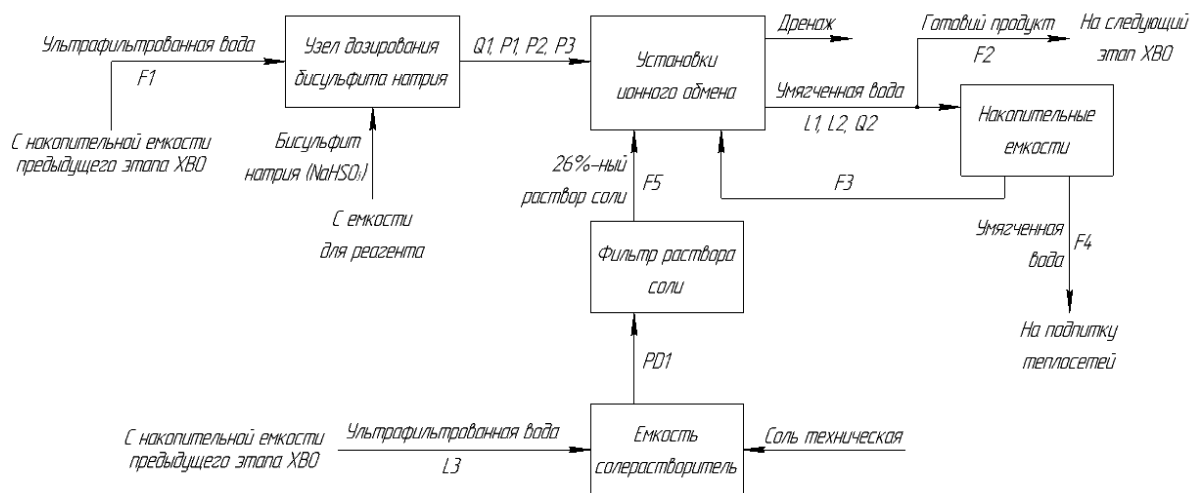 Ультрафильтрованная вода
F1
С накопительной емкости
предыдущего этапа ХВО
Узел дозирования
бисульфита натрия
Бисульфит
натрия (NaHSO₃)
С емкости
для реагента
Q1, P1, P2, P3
Установки
ионного обмена
Дренаж
Умягченная вода
L1, L2, Q2
Готовий продукт
F2
На следующий
этап ХВО
Накопительные
емкости
F3
Умягченная
вода
F4
На подпитку
теплосетей
26%-ный
раствор соли
F5
Фильтр раствора
соли
PD1
С накопительной емкости
предыдущего этапа ХВО
Ультрафильтрованная вода
L3
Емкость
солерастворитель
Соль техническая